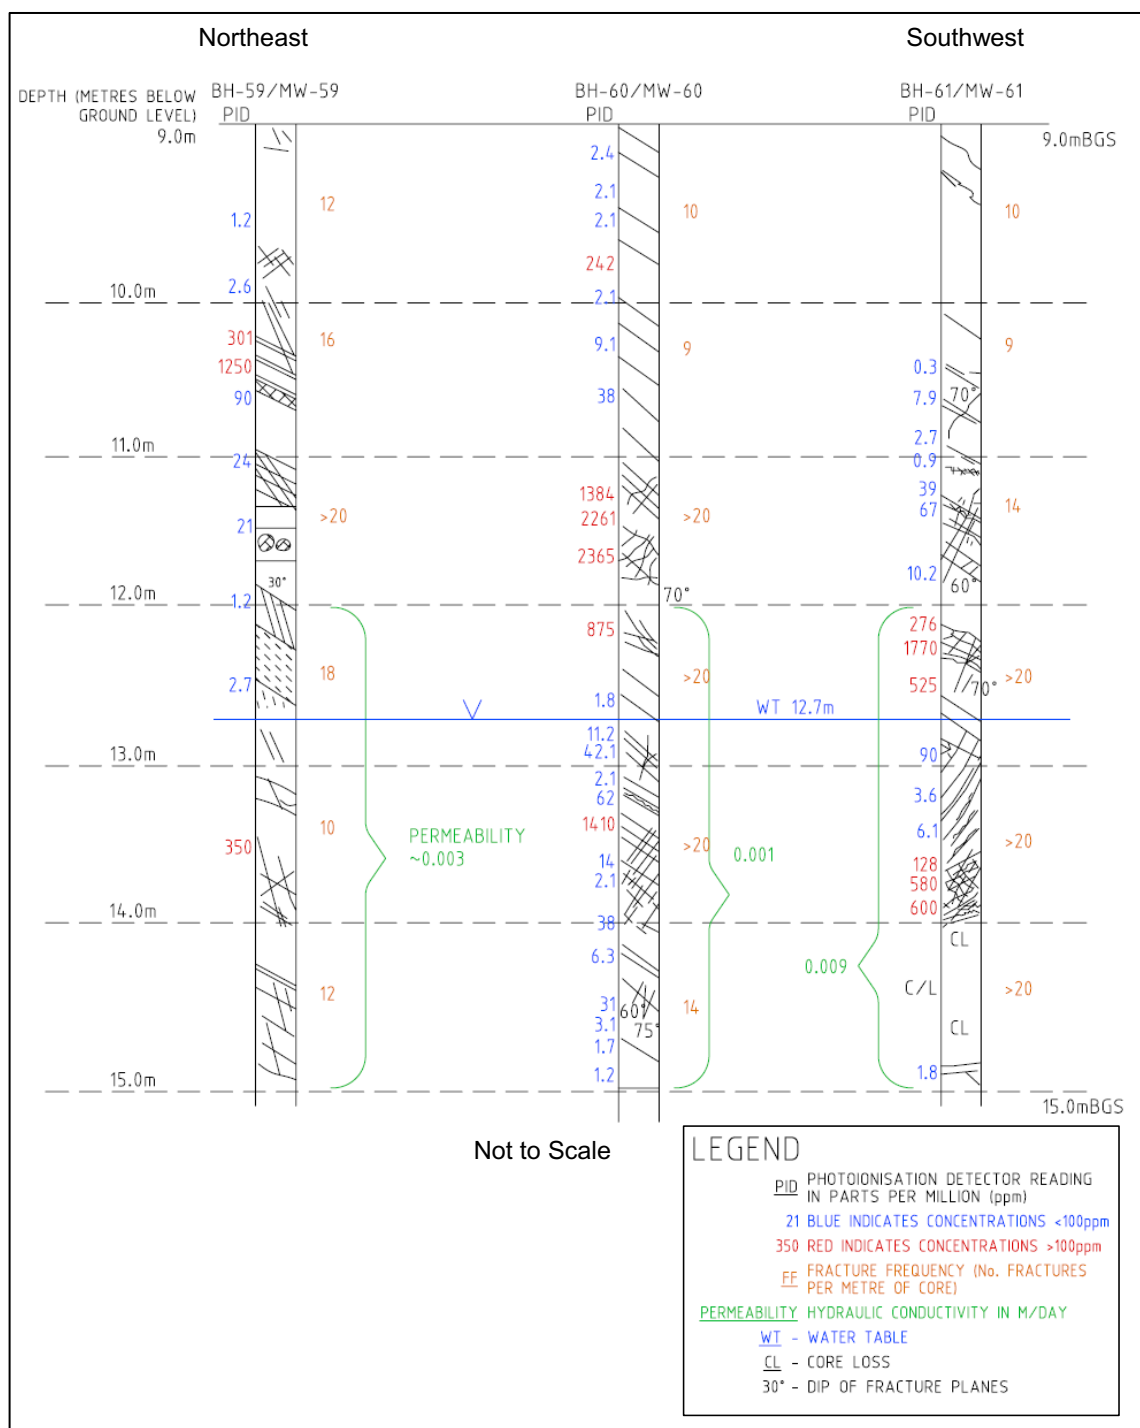 Northeast
Southwest
DEPTH (METRES BELOW
GROUND LEVEL)
9.0m
BH-59/MW-59
PID
BH-60/MW-60
PID
BH-61/MW-61
PID
9.0mBGS
2.4
2.1
12
10
10
1.2
2.1
242
2.6
2.1
10.0m
301
16
9.1
9
9
1250
0.3
90
38
70°
7.9
2.7
11.0m
24
0.9
1384
39
21
>20
2261
>20
67
14
2365
10.2
30°
60°
1.2
70°
12.0m
875
276
1770
18
>20
>20
2.7
525
70°
1.8
WT 12.7m
11.2
42.1
90
13.0m
2.1
62
3.6
10
1410
6.1
PERMEABILITY
~0.003
350
>20
0.001
>20
14
128
2.1
580
600
14.0m
38
CL
6.3
0.009
12
31
60°
14
C/L
>20
3.1
75°
CL
1.7
1.2
1.8
15.0m
15.0mBGS
Not to Scale
LEGEND
PID PHOTOIONISATION DETECTOR READING
IN PARTS PER MILLION (ppm)
21 BLUE INDICATES CONCENTRATIONS <100ppm
350 RED INDICATES CONCENTRATIONS >100ppm
FF FRACTURE FREQUENCY (No. FRACTURES
PER METRE OF CORE)
PERMEABILITY HYDRAULIC CONDUCTIVITY IN M/DAY
WT - WATER TABLE
CL - CORE LOSS
30° - DIP OF FRACTURE PLANES